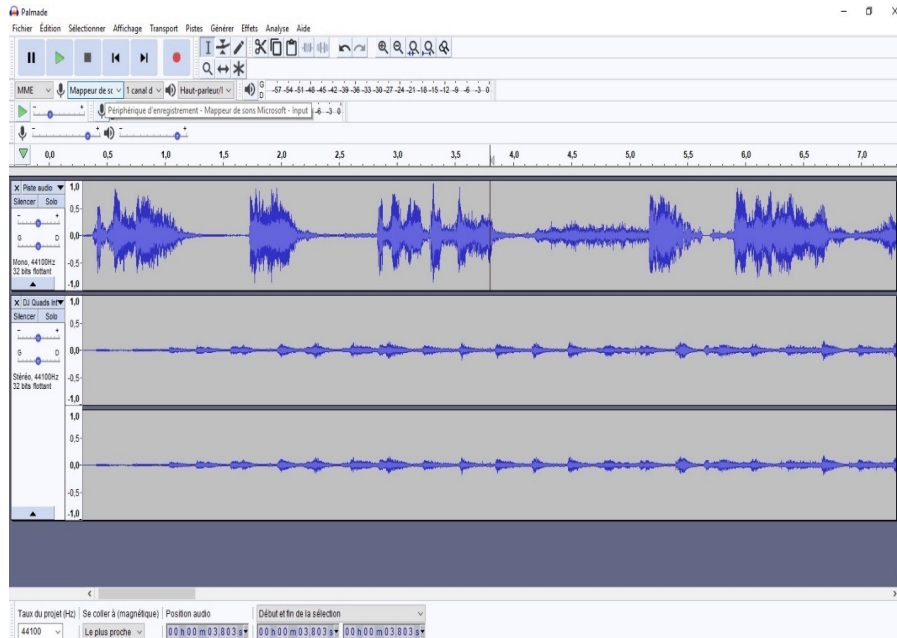 Palmade
Fichier Édition Sélectionner Affichage Transport Pistes Générer Effets Analyse Aide
MME Mappeur de sc 1 canal d Haut-parleur/l G D -57 -54 -51 -48 -45 -42 -39 -36 -33 -30 -27 -24 -21 -18 -15 -12 -9 -6 -3 0
Périphérique d'enregistrement - Mappeur de sons Microsoft - Input -6 -3 0
0,0 0,5 1,0 1,5 2,0 2,5 3,0 3,5 4,0 4,5 5,0 5,5 6,0 6,5 7,0
Piste audio 1,0
Silencer Solo
0,5
- +
0,0
G D
-0,5
Mono, 44100Hz
32 bits flottant
-1,0
DJ Quads Int 1,0
Silencer Solo
0,5
- +
0,0
G D
Stéréo, 44100Hz
-0,5
32 bits flottant
-1,0
1,0
0,5
0,0
-0,5
-1,0
Taux du projet (Hz) Se coller à (magnétique) Position audio Début et fin de la sélection
44100 Le plus proche 00 h 00 m 03.803 s 00 h 00 m 03.803 s 00 h 00 m 03.803 s